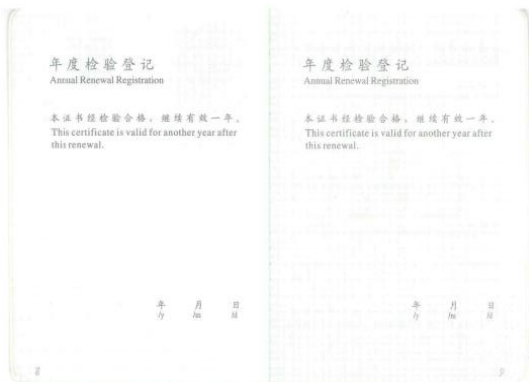 年度检验登记
Annual Renewal Registration
本证书经检验合格，继续有效一年。
This certificate is valid for another year after
this renewal.
年 月 日
/y /m /d
年度检验登记
Annual Renewal Registration
本证书经检验合格，继续有效一年。
This certificate is valid for another year after
this renewal.
年 月 日
/y /m /d